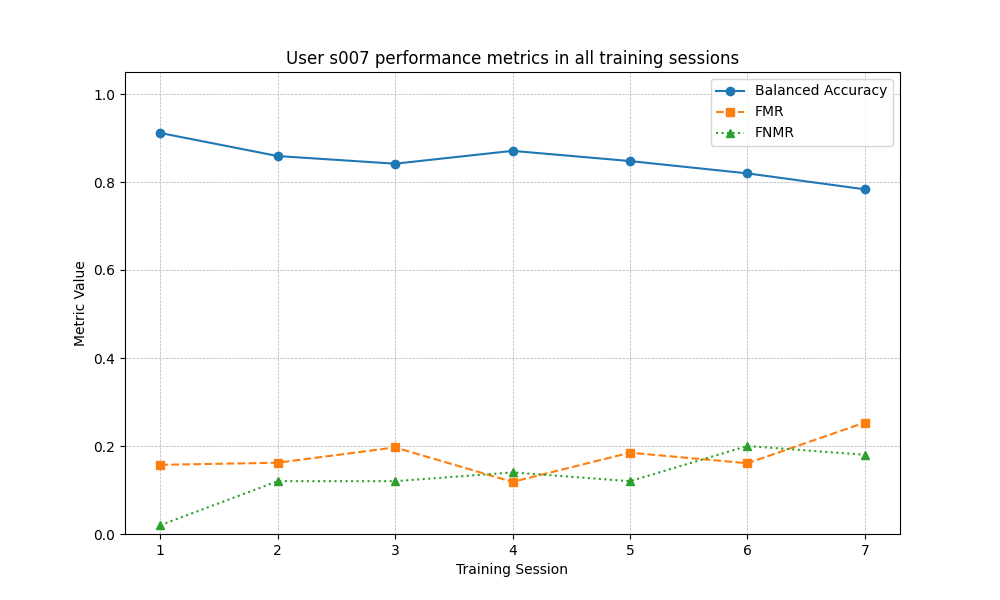 User s007 performance metrics in all training sessions
Balanced Accuracy
FMR
FNMR
1.0
0.8
0.6
0.4
0.2
0.0
Metric Value
1 2 3 4 5 6 7
Training Session